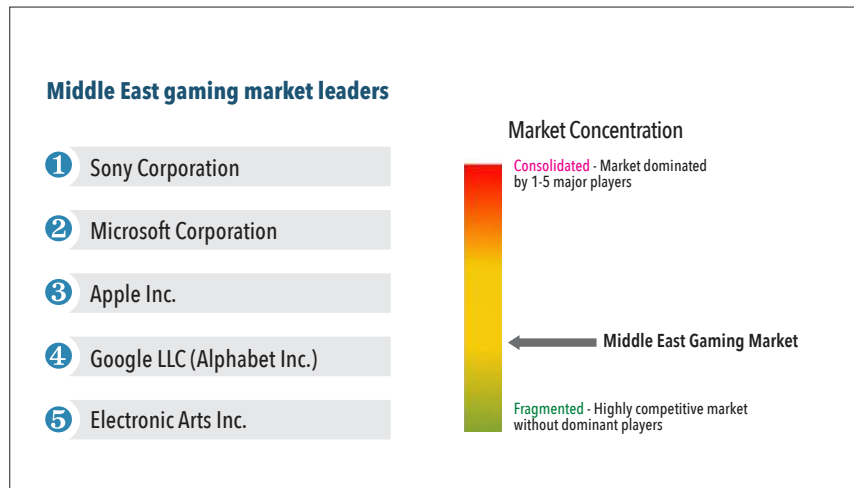 Middle East gaming market leaders
1 Sony Corporation
2 Microsoft Corporation
3 Apple Inc.
4 Google LLC (Alphabet Inc.)
5 Electronic Arts Inc.
Market Concentration
Consolidated - Market dominated
by 1-5 major players
Middle East Gaming Market
Fragmented - Highly competitive market
without dominant players